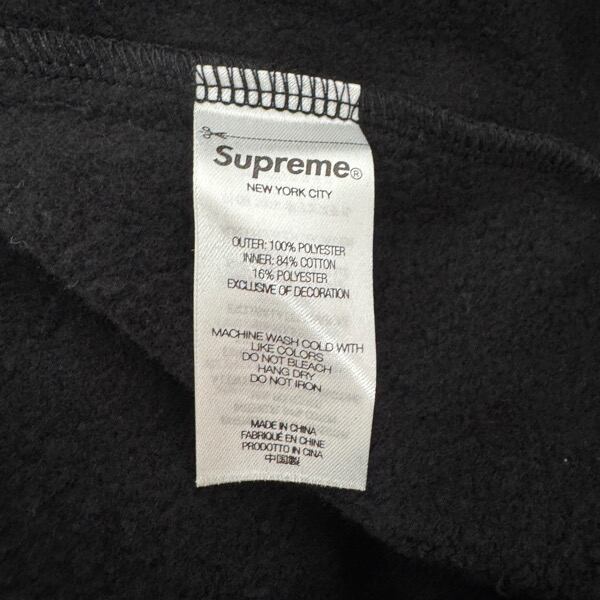 Supreme®
NEW YORK CITY
OUTER: 100% POLYESTER
INNER: 84% COTTON
16% POLYESTER
EXCLUSIVE OF DECORATION
MACHINE WASH COLD WITH
LIKE COLORS
DO NOT BLEACH
HANG DRY
DO NOT IRON
MADE IN CHINA
FABRIQUÉ EN CHINE
PRODOTTO IN CINA
中国製